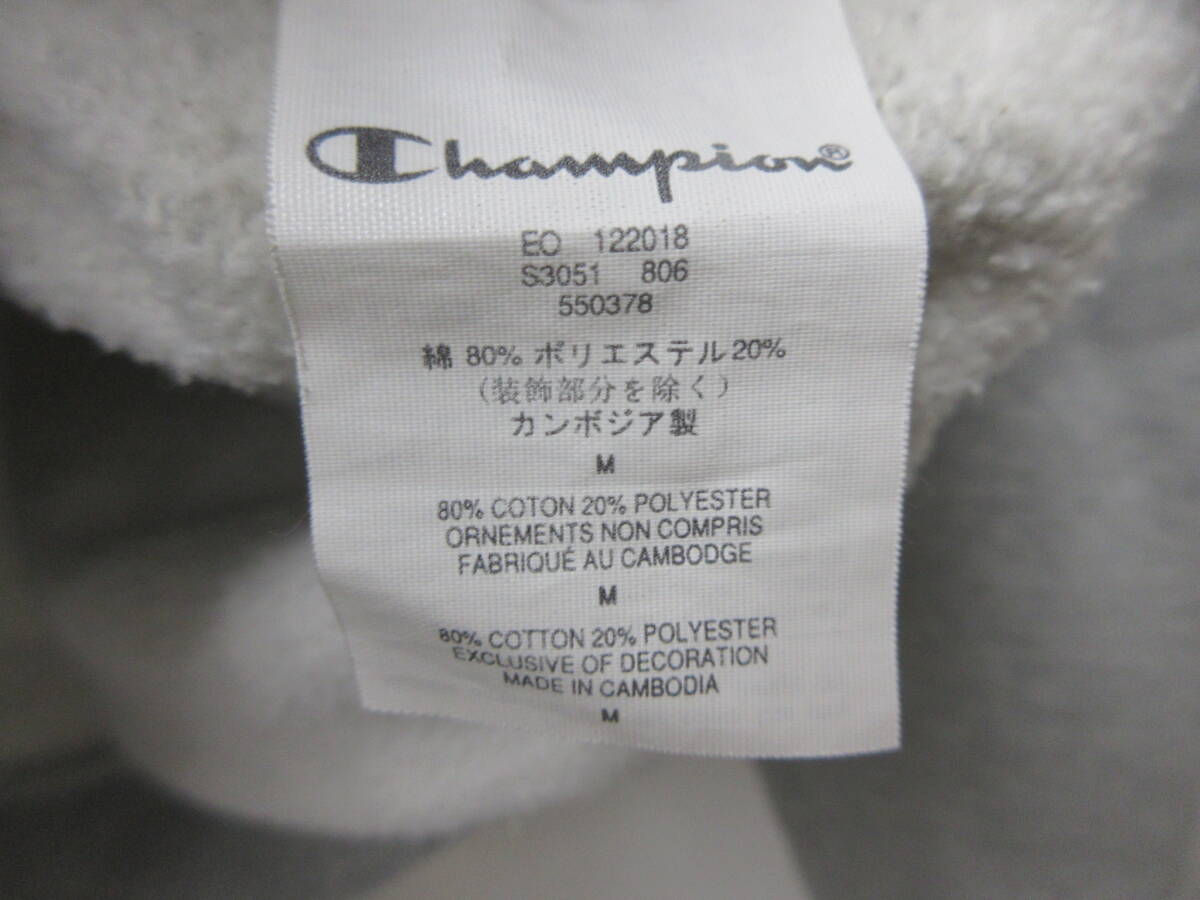 Champion®
EO 122018
S3051 806
550378
綿 80% ポリエステル20%
(装飾部分を除く)
カンボジア製
M
80% COTON 20% POLYESTER
ORNEMENTS NON COMPRIS
FABRIQUÉ AU CAMBODGE
M
80% COTTON 20% POLYESTER
EXCLUSIVE OF DECORATION
MADE IN CAMBODIA
M